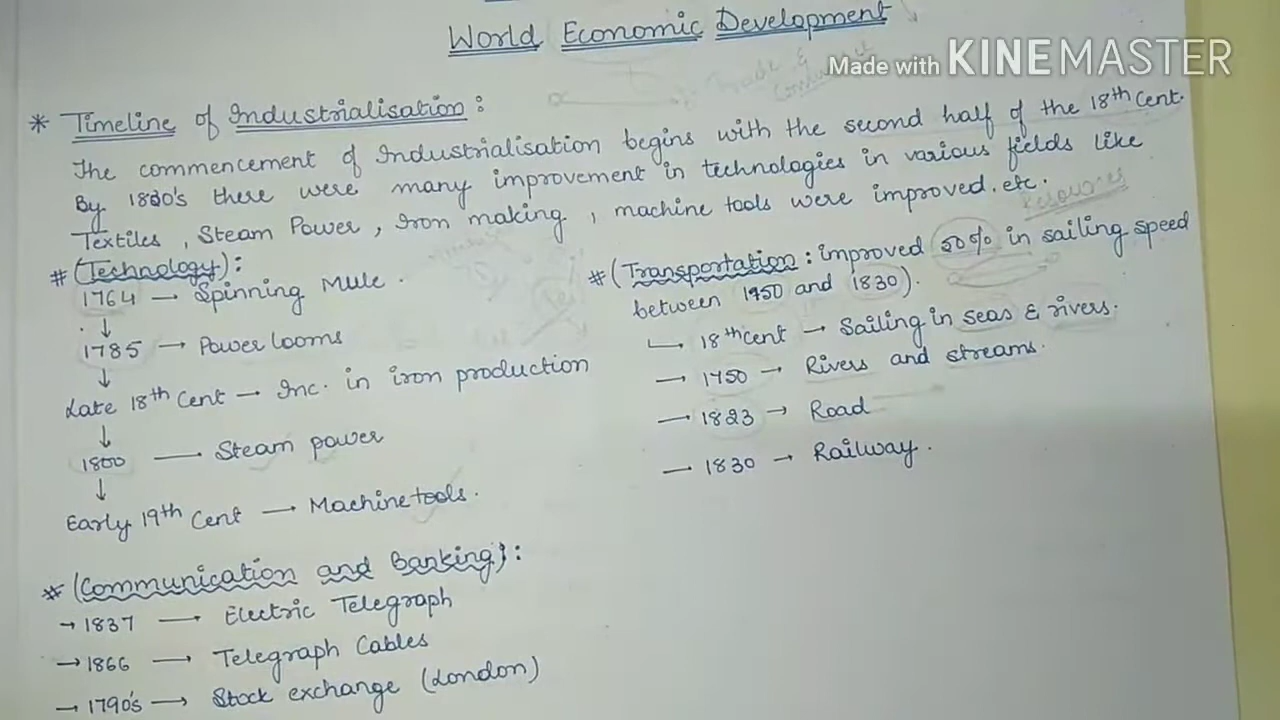 World Economic Development
Made with KINEMASTER
* Timeline of Industrialisation :
The commencement of Industrialisation begins with the second half of the 18th Cent.
By 1830's there were many improvement in technologies in various fields like
Textiles, Steam Power, Iron making, machine tools were improved. etc.
# (Technology) :
1764 → Spinning Mule.
↓
1785 → Power looms
↓
Late 18th Cent → Inc. in iron production
↓
1800 → Steam power
↓
Early 19th Cent → Machine tools.
# (Transportation : improved 50% in sailing speed
between 1750 and 1830).
→ 18th cent → Sailing in seas & rivers.
→ 1750 → Rivers and streams.
→ 1823 → Road
→ 1830 → Railway.
# (Communication and Banking) :
→ 1837 → Electric Telegraph
→ 1866 → Telegraph Cables
→ 1790's → Stock exchange (London)